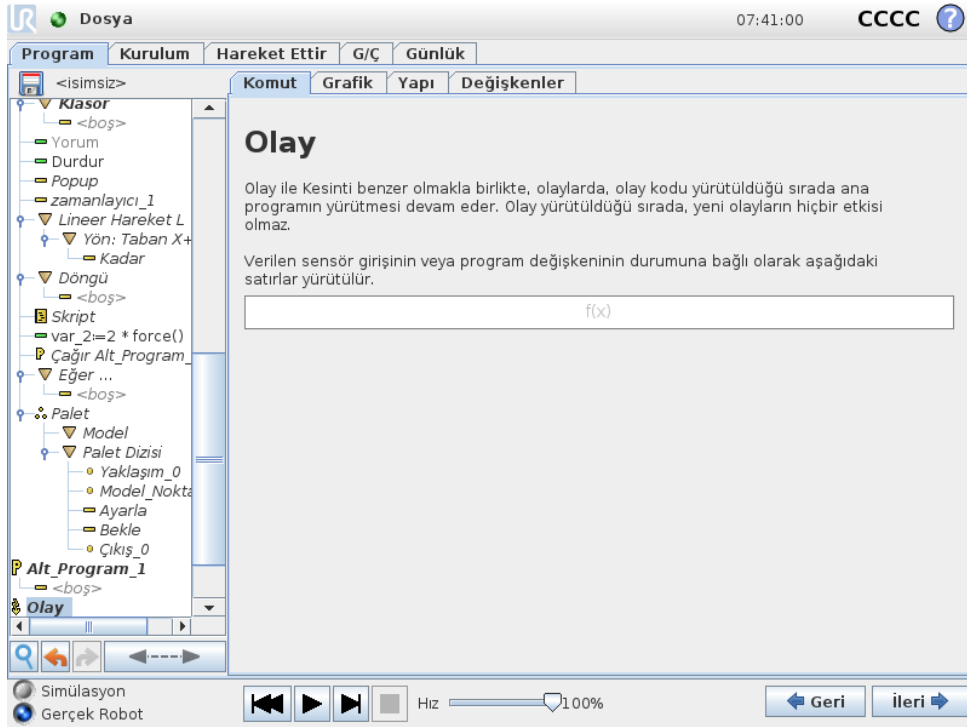 Dosya
07:41:00
CCCC
Program
Kurulum
Hareket Ettir
G/Ç
Günlük
<isimsiz>
Komut
Grafik
Yapı
Değişkenler
Klasör
<boş>
Yorum
Durdur
Popup
zamanlayıcı_1
Lineer Hareket L
Yön: Taban X+
Kadar
Döngü
<boş>
Skript
var_2:=2 * force()
Çağır Alt_Program_
Eğer ...
<boş>
Palet
Model
Palet Dizisi
Yaklaşım_0
Model_Nokta
Ayarla
Bekle
Çıkış_0
Alt_Program_1
<boş>
Olay
Olay
Olay ile Kesinti benzer olmakla birlikte, olaylarda, olay kodu yürütüldüğü sırada ana
programın yürütmesi devam eder. Olay yürütüldüğü sırada, yeni olayların hiçbir etkisi
olmaz.
Verilen sensör girişinin veya program değişkeninin durumuna bağlı olarak aşağıdaki
satırlar yürütülür.
f(x)
Simülasyon
Gerçek Robot
Hız
100%
Geri
İleri